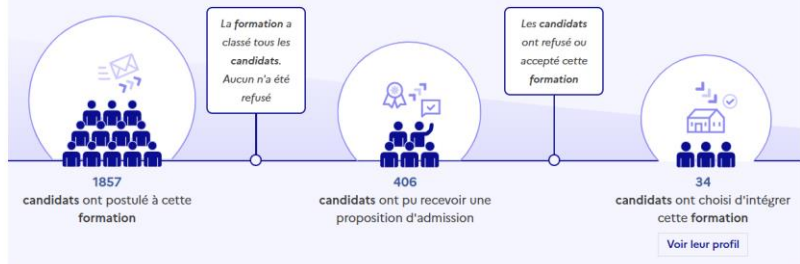 La formation a
classé tous les
candidats.
Aucun n'a été
refusé
Les candidats
ont refusé ou
accepté cette
formation
1857
candidats ont postulé à cette
formation
406
candidats ont pu recevoir une
proposition d'admission
34
candidats ont choisi d'intégrer
cette formation
Voir leur profil